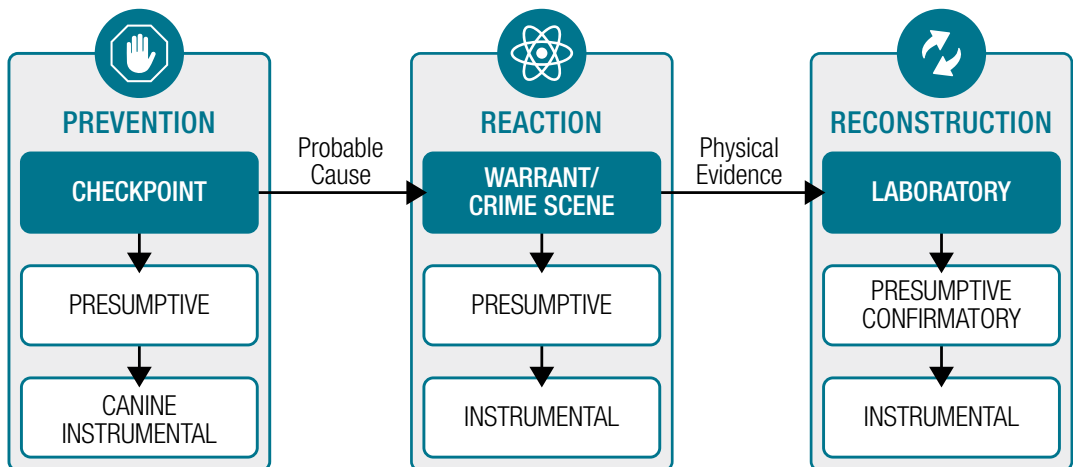 PREVENTION
CHECKPOINT
PRESUMPTIVE
CANINE
INSTRUMENTAL
Probable
Cause
REACTION
WARRANT/
CRIME SCENE
PRESUMPTIVE
INSTRUMENTAL
Physical
Evidence
RECONSTRUCTION
LABORATORY
PRESUMPTIVE
CONFIRMATORY
INSTRUMENTAL